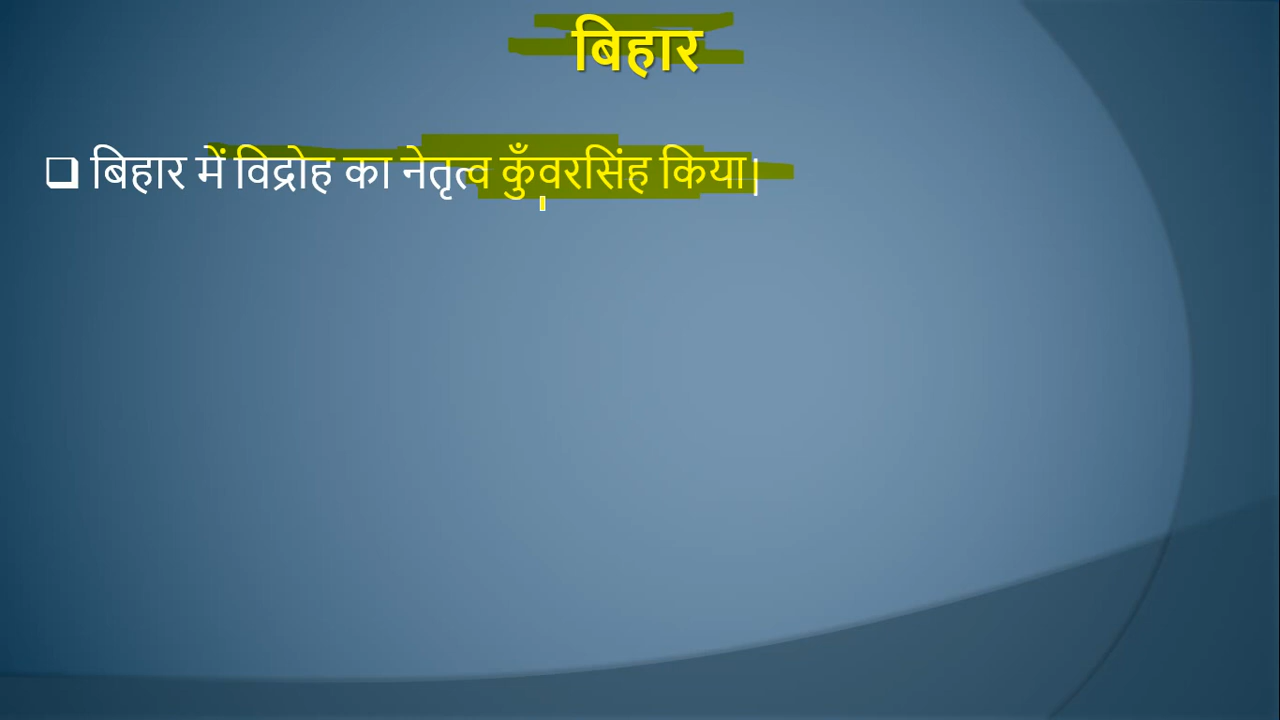 बिहार
❑ बिहार में विद्रोह का नेतृत्व कुँवरसिंह किया|